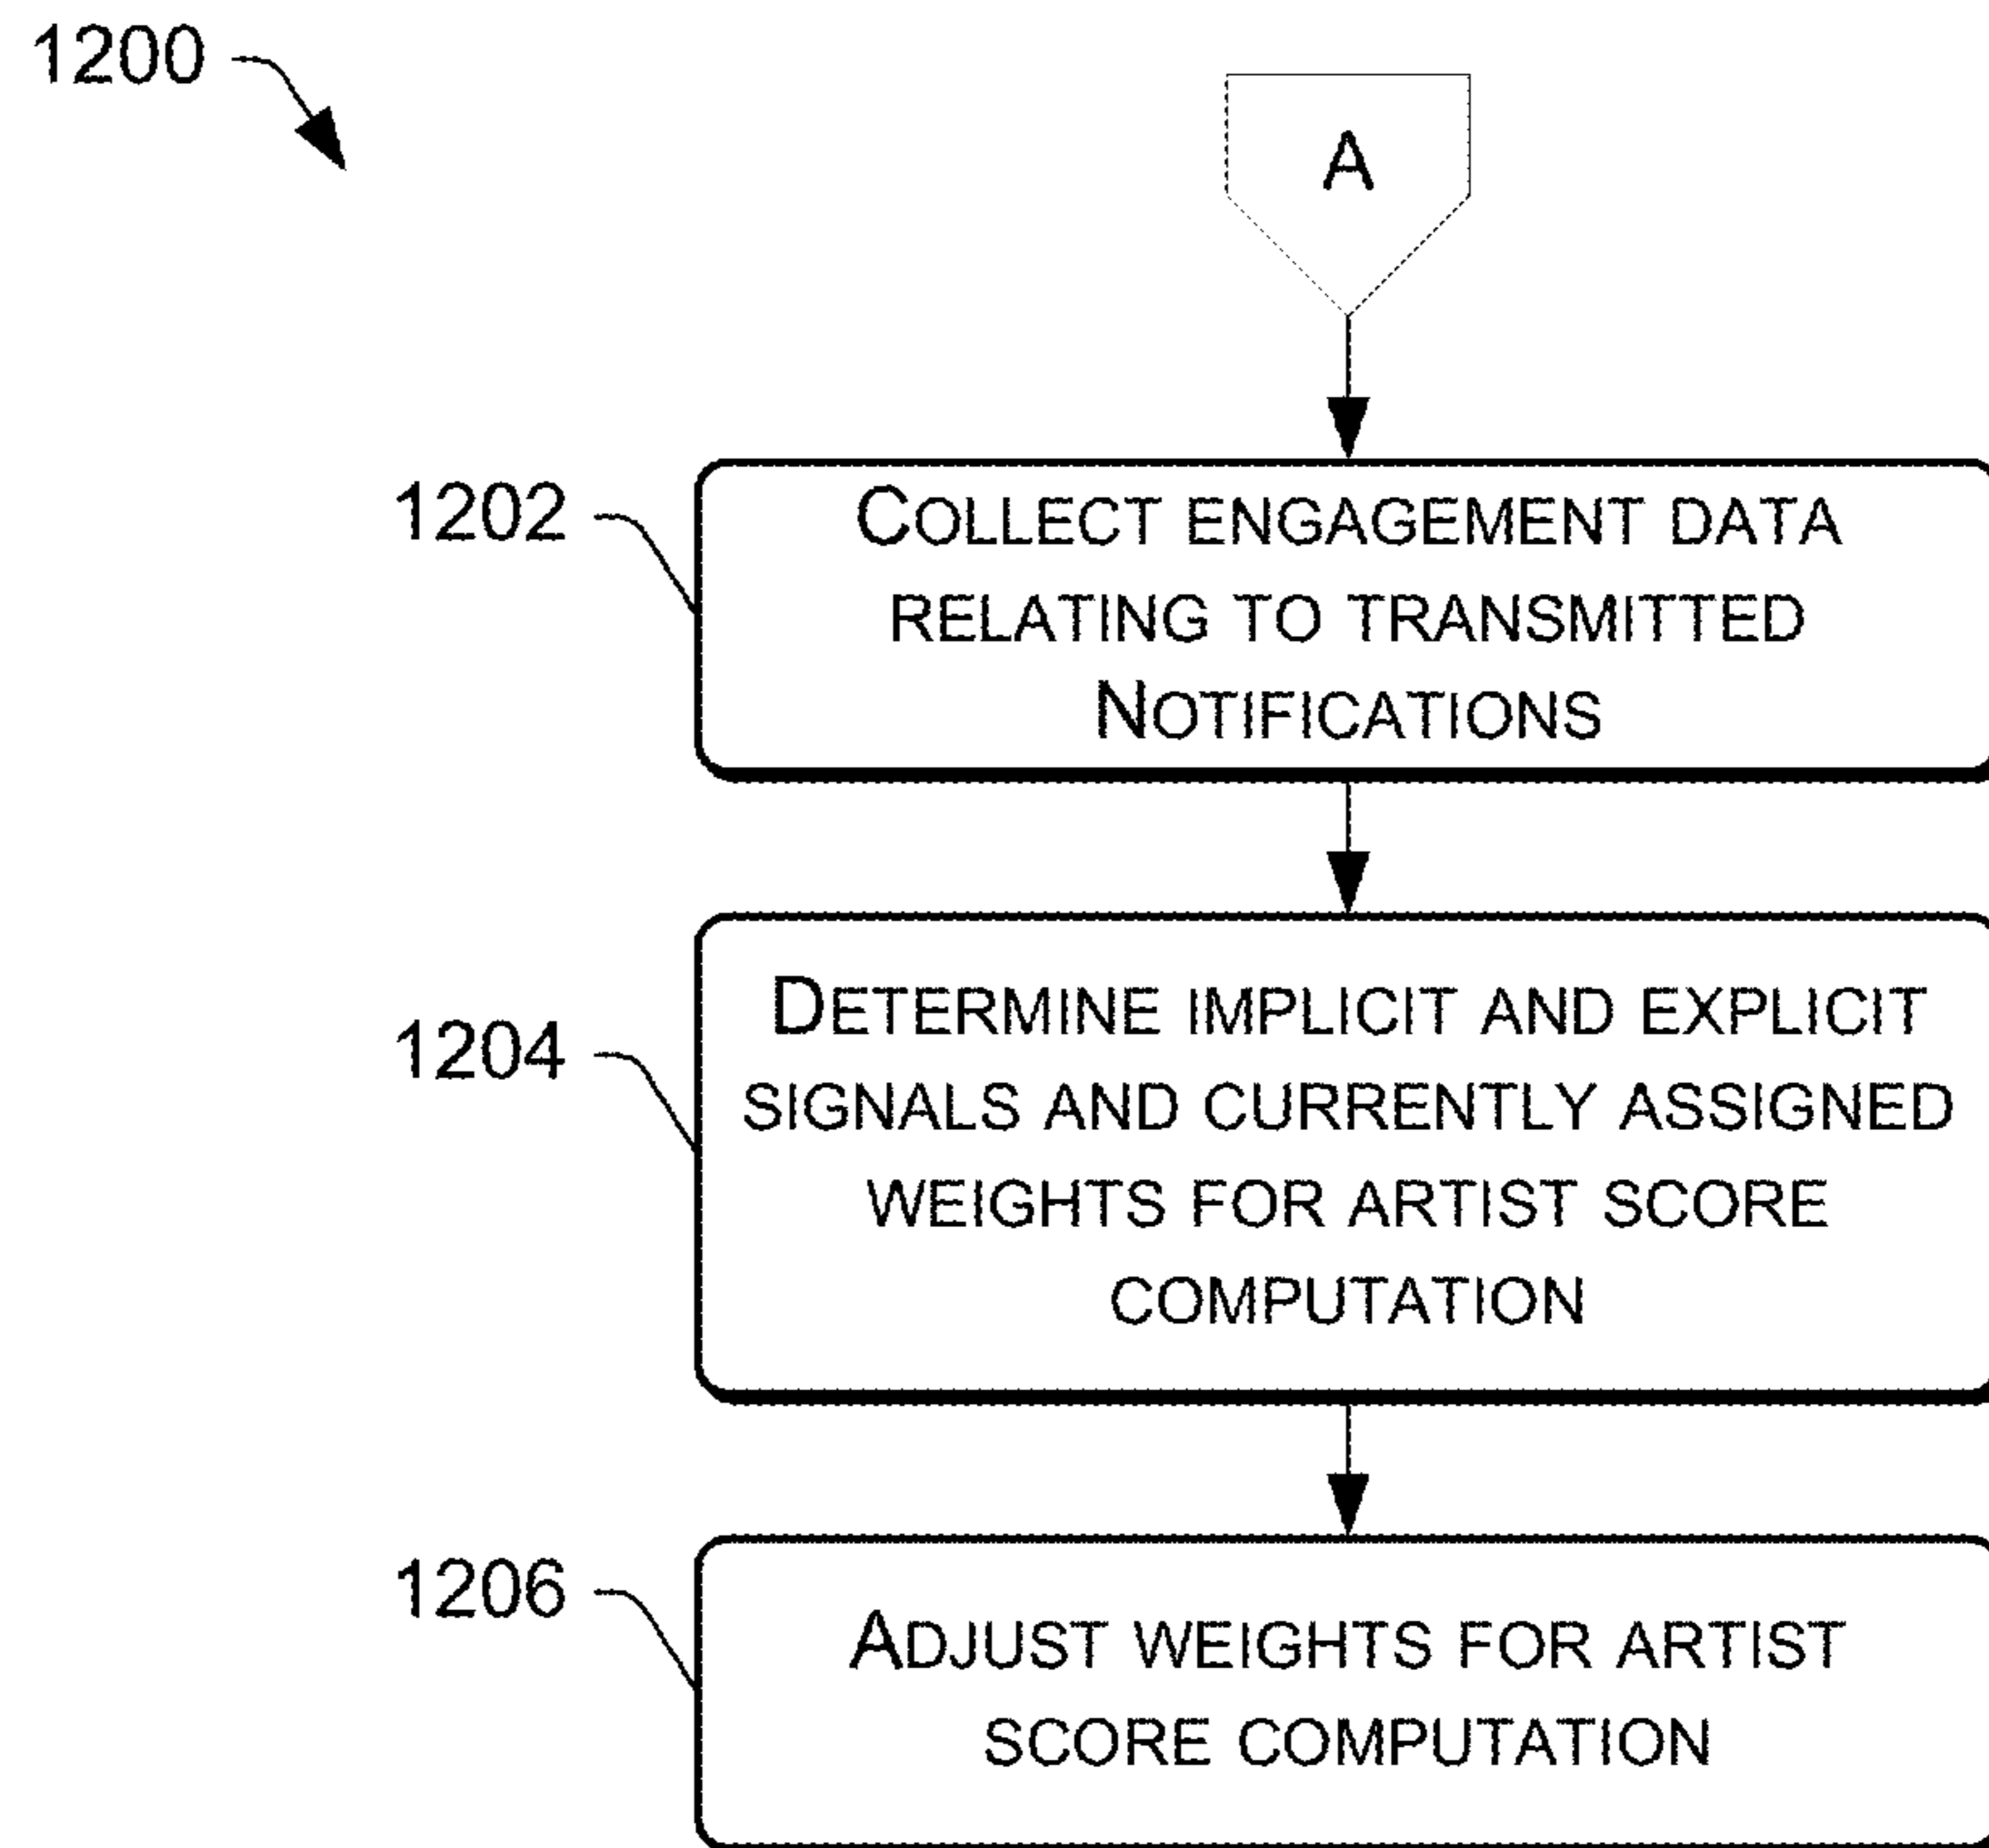 1200
A
1202
COLLECT ENGAGEMENT DATA
RELATING TO TRANSMITTED
NOTIFICATIONS
1204
DETERMINE IMPLICIT AND EXPLICIT
SIGNALS AND CURRENTLY ASSIGNED
WEIGHTS FOR ARTIST SCORE
COMPUTATION
1206
ADJUST WEIGHTS FOR ARTIST
SCORE COMPUTATION